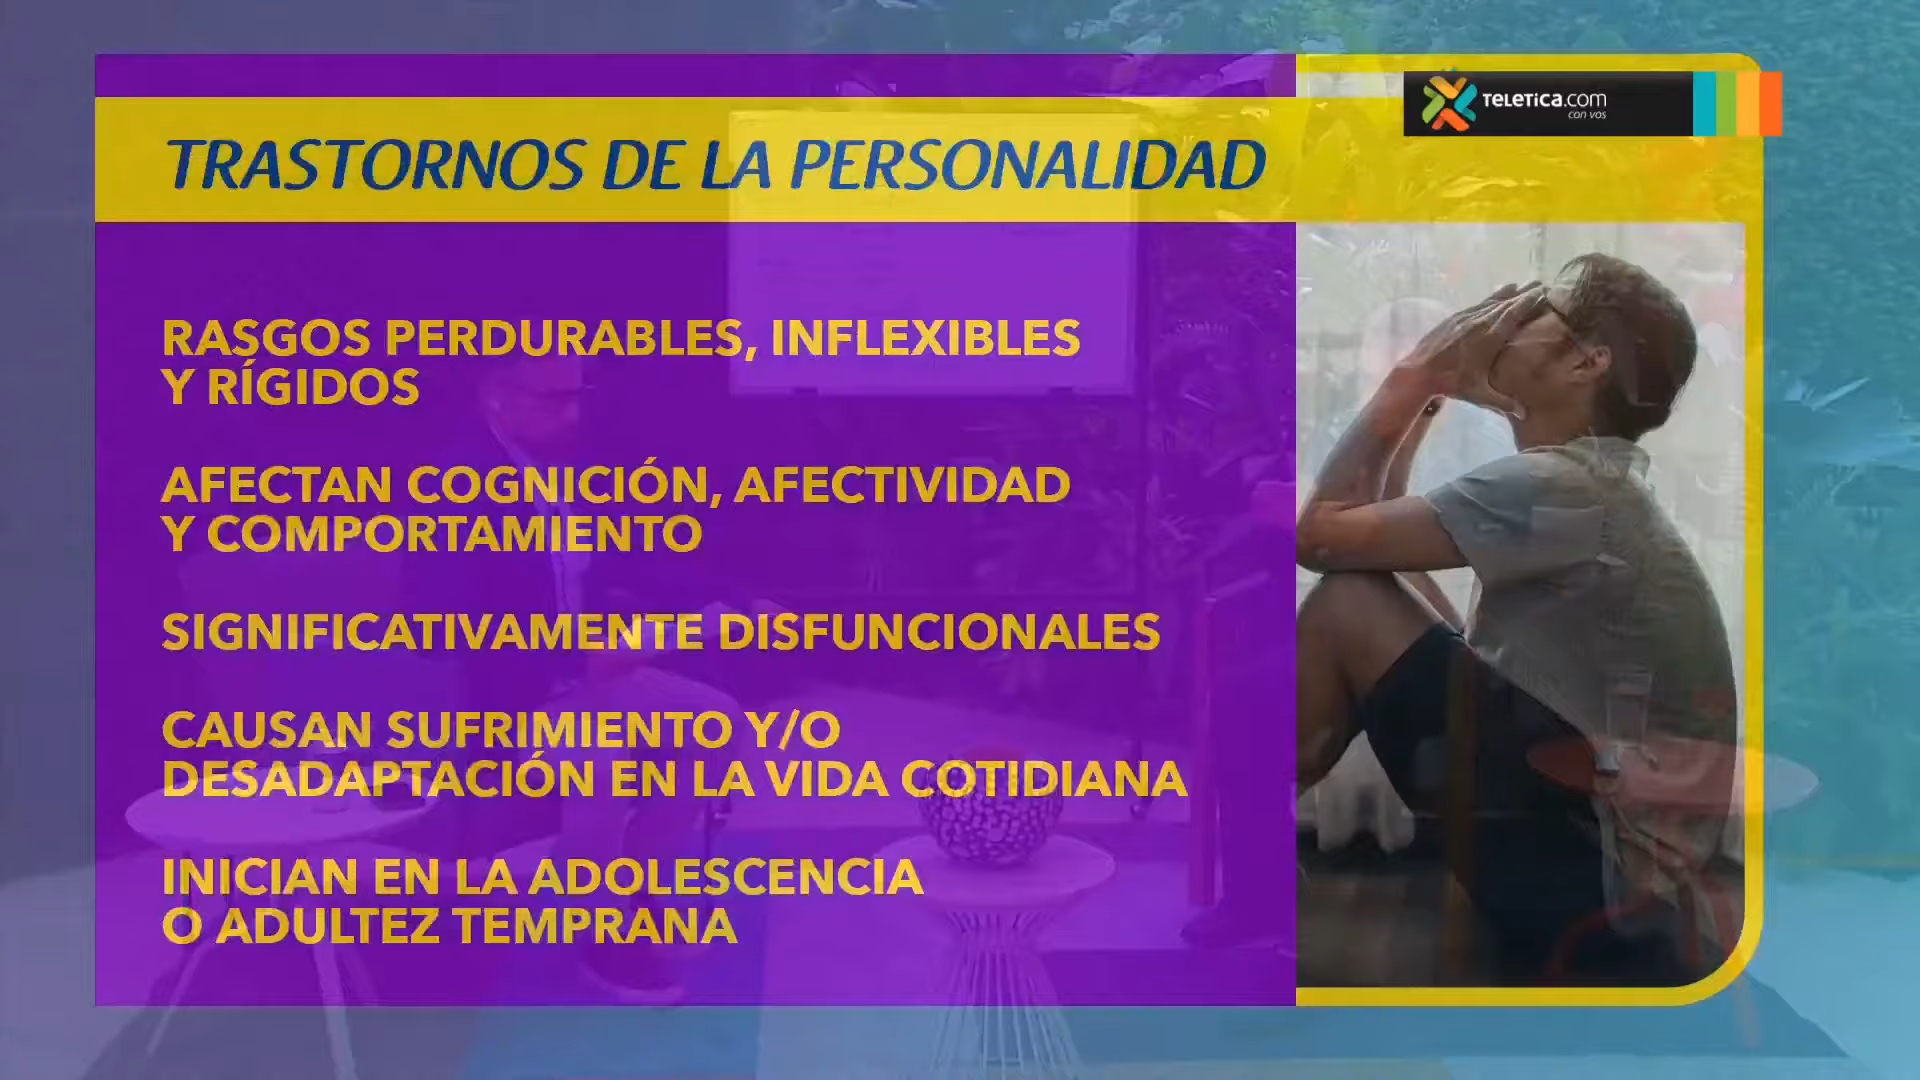 TELETICA.COM
con vos
TRASTORNOS DE LA PERSONALIDAD
RASGOS PERDURABLES, INFLEXIBLES
Y RÍGIDOS
AFECTAN COGNICIÓN, AFECTIVIDAD
Y COMPORTAMIENTO
SIGNIFICATIVAMENTE DISFUNCIONALES
CAUSAN SUFRIMIENTO Y/O
DESADAPTACIÓN EN LA VIDA COTIDIANA
INICIAN EN LA ADOLESCENCIA
O ADULTEZ TEMPRANA